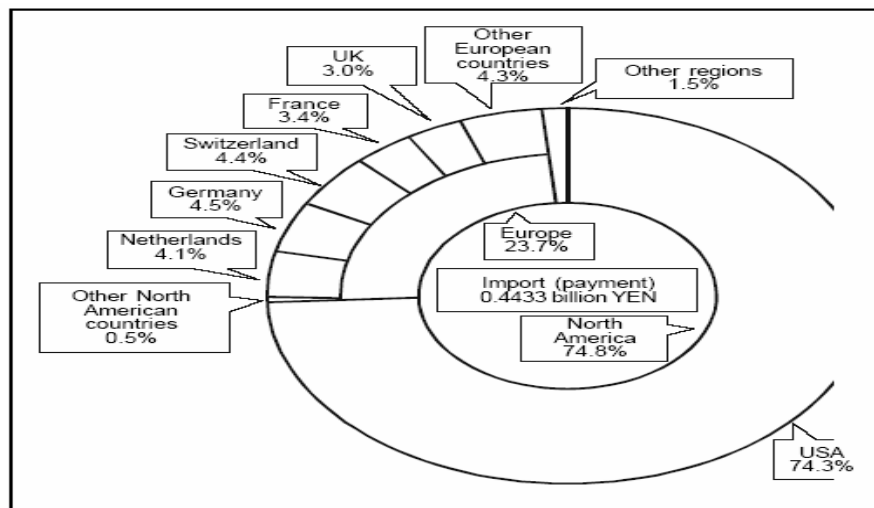 Other
European
countries
4.3%
UK
3.0%
Other regions
1.5%
France
3.4%
Switzerland
4.4%
Germany
4.5%
Netherlands
4.1%
Other North
American
countries
0.5%
Europe
23.7%
Import (payment)
0.4433 billion YEN
North
America
74.8%
USA
74.3%